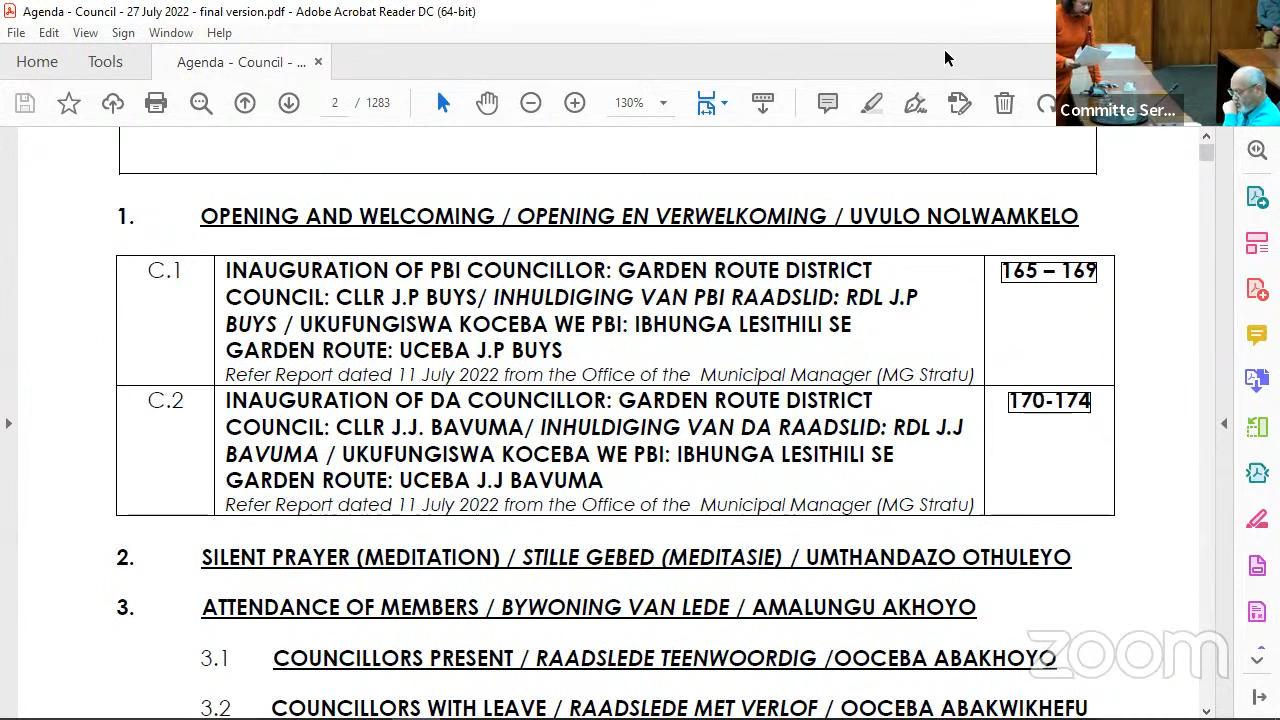 Agenda - Council - 27 July 2022 - final version.pdf - Adobe Acrobat Reader DC (64-bit)
File Edit View Sign Window Help
Home Tools Agenda - Council - ... ×
2 / 1283 130%
Committe Ser...
1. OPENING AND WELCOMING / OPENING EN VERWELKOMING / UVULO NOLWAMKELO
C.1 INAUGURATION OF PBI COUNCILLOR: GARDEN ROUTE DISTRICT 165 – 169
COUNCIL: CLLR J.P BUYS/ INHULDIGING VAN PBI RAADSLID: RDL J.P
BUYS / UKUFUNGISWA KOCEBA WE PBI: IBHUNGA LESITHILI SE
GARDEN ROUTE: UCEBA J.P BUYS
Refer Report dated 11 July 2022 from the Office of the Municipal Manager (MG Stratu)
C.2 INAUGURATION OF DA COUNCILLOR: GARDEN ROUTE DISTRICT 170-174
COUNCIL: CLLR J.J. BAVUMA/ INHULDIGING VAN DA RAADSLID: RDL J.J
BAVUMA / UKUFUNGISWA KOCEBA WE PBI: IBHUNGA LESITHILI SE
GARDEN ROUTE: UCEBA J.J BAVUMA
Refer Report dated 11 July 2022 from the Office of the Municipal Manager (MG Stratu)
2. SILENT PRAYER (MEDITATION) / STILLE GEBED (MEDITASIE) / UMTHANDAZO OTHULEYO
3. ATTENDANCE OF MEMBERS / BYWONING VAN LEDE / AMALUNGU AKHOYO
3.1 COUNCILLORS PRESENT / RAADSLEDE TEENWOORDIG /OOCEBA ABAKHOYO
zoom
3.2 COUNCILLORS WITH LEAVE / RAADSLEDE MET VERLOF / OOCEBA ABAKWIKHEFU